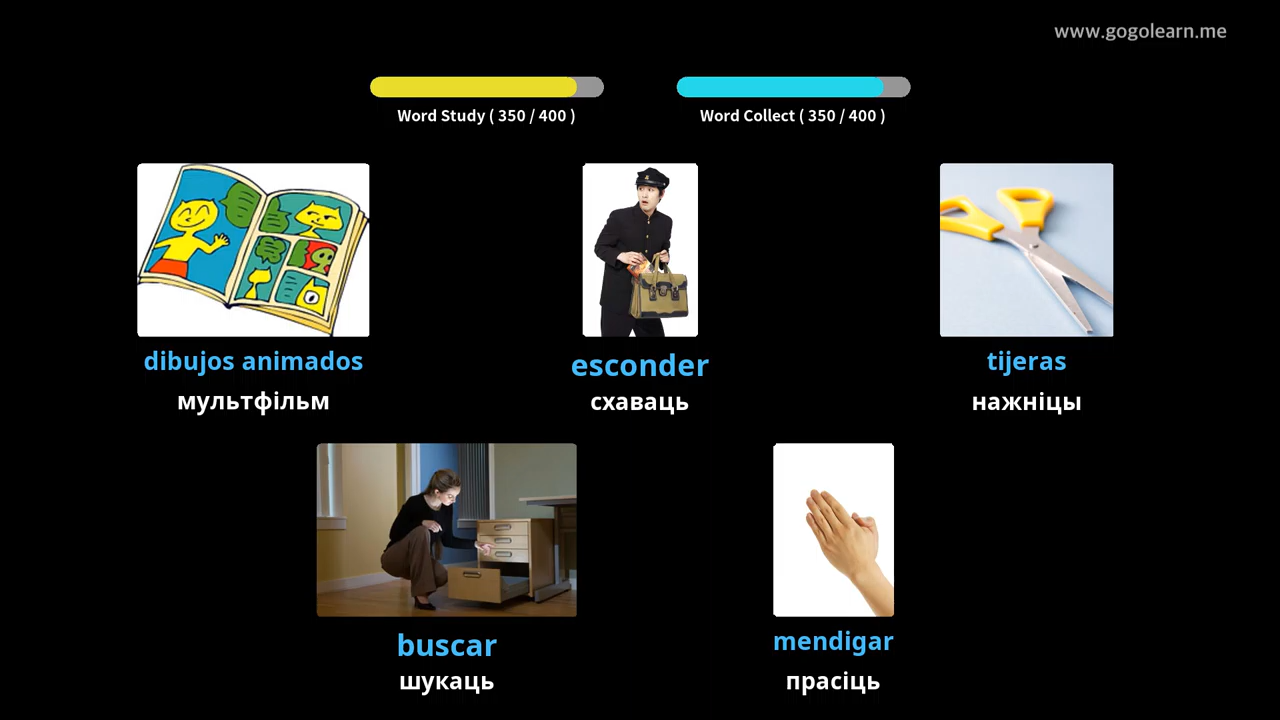 www.gogolearn.me
Word Study ( 350 / 400 )
Word Collect ( 350 / 400 )
dibujos animados
мультфільм
esconder
схаваць
tijeras
нажніцы
buscar
шукаць
mendigar
прасіць